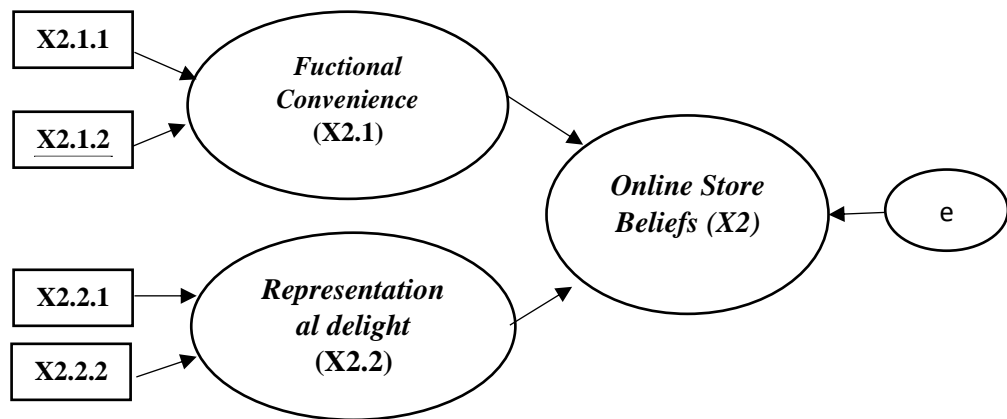 X2.1.1
X2.1.2
Fuctional
Convenience
(X2.1)
Online Store
Beliefs (X2)
e
X2.2.1
X2.2.2
Representation
al delight
(X2.2)